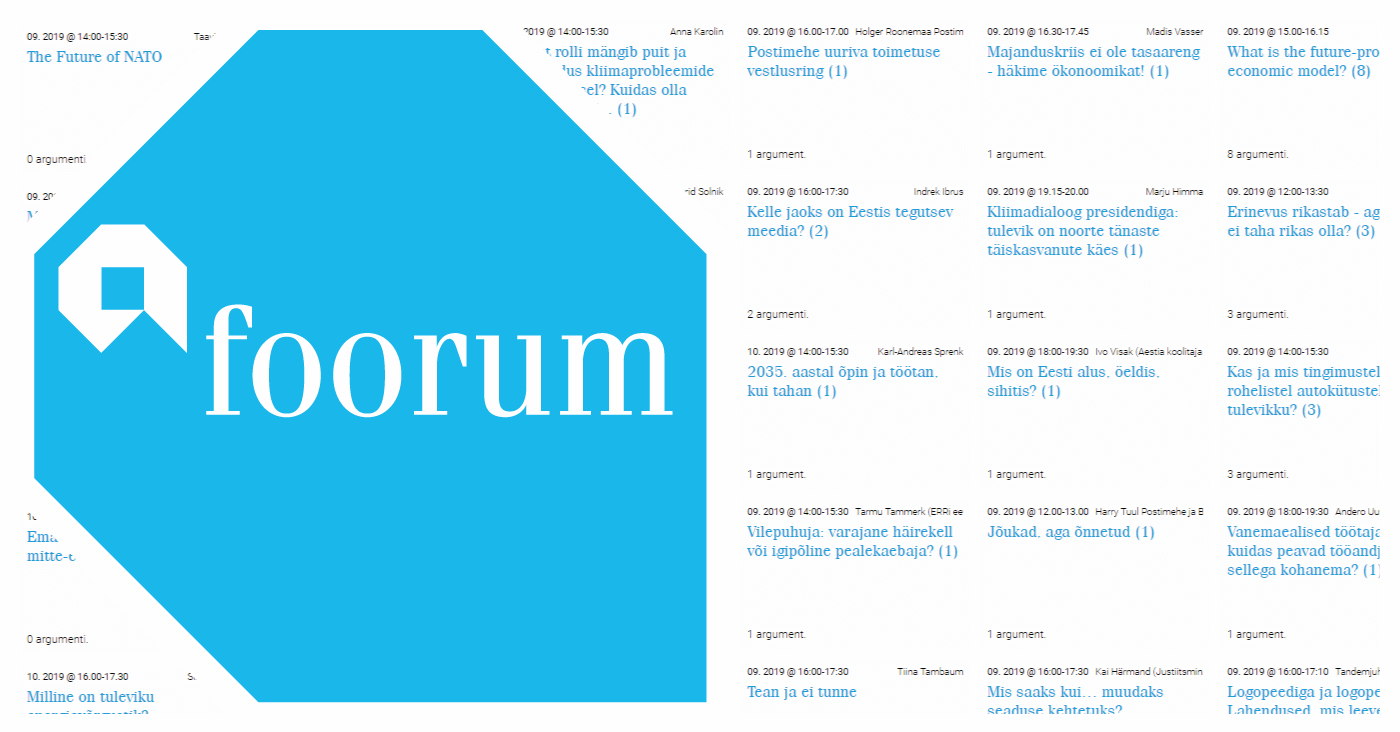 09. 2019 @ 14:00-15:30
The Future of NATO
0 argumenti.
foorum
0 argumenti.
10. 2019 @ 16.00-17.30
Milline on tuleviku
2019 @ 14:00-15:30 Anna Karolin
rolli mängib puit ja
kliimaprobleemide
Kuidas olla
(1)
Solnik
09. 2019 @ 16.00-17.00 Holger Roonemaa Postim
Postimehe uuriva toimetuse
vestlusring (1)
1 argument.
09. 2019 @ 16:00-17:30 Indrek Ibrus
Kelle jaoks on Eestis tegutsev
meedia? (2)
2 argumenti.
10. 2019 @ 14:00-15:30 Karl-Andreas Sprenk
2035. aastal õpin ja töötan,
kui tahan (1)
1 argument.
09. 2019 @ 14:00-15:30 Tarmu Tammerk (ERRi ee
Vilepuhuja: varajane häirekell
või igipõline pealekaebaja? (1)
1 argument.
09. 2019 @ 16:00-17:30 Tiina Tambaum
Tean ja ei tunne
09. 2019 @ 16.30-17.45 Madis Vasser
Majanduskriis ei ole tasaareng
- häkime ökonoomikat! (1)
1 argument.
09. 2019 @ 19.15-20.00 Marju Himma
Kliimadialoog presidendiga:
tulevik on noorte tänaste
täiskasvanute käes (1)
1 argument.
09. 2019 @ 18:00-19:30 Ivo Visak (Aestia koolitaja
Mis on Eesti alus, öeldis,
sihitis? (1)
1 argument.
09. 2019 @ 12.00-13.00 Harry Tuul Postimehe ja B
Jõukad, aga õnnetud (1)
1 argument.
09. 2019 @ 16:00-17:30 Kai Härmand (Justiitsmin
Mis saaks kui... muudaks
seaduse kehtetuks?
09. 2019 @ 15.00-16.15
What is the future-pro
economic model? (8)
8 argumenti.
09. 2019 @ 12:00-13:30
Erinevus rikastab - ag
ei taha rikas olla? (3)
3 argumenti.
09. 2019 @ 14:00-15:30
Kas ja mis tingimustel
rohelistel autokütustel
tulevikku? (3)
3 argumenti.
09. 2019 @ 18:00-19:30 Andero Uu
Vanemaealised töötaja
kuidas peavad tööandj
sellega kohanema? (1)
1 argument.
09. 2019 @ 16:00-17:10 Tandemjuh
Logopeediga ja logope
Lahendused, mis leeve